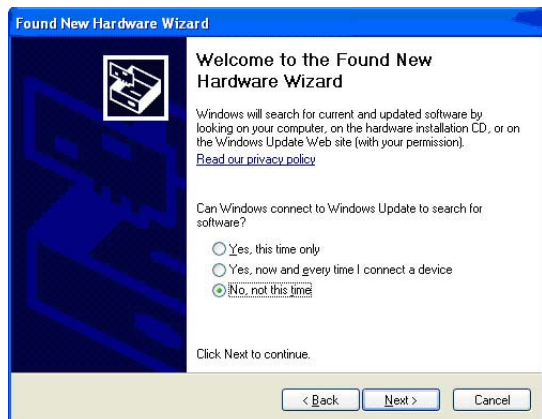 Found New Hardware Wizard
Welcome to the Found New
Hardware Wizard
Windows will search for current and updated software by
looking on your computer, on the hardware installation CD, or on
the Windows Update Web site (with your permission).
Read our privacy policy
Can Windows connect to Windows Update to search for
software?
Yes, this time only
Yes, now and every time I connect a device
No, not this time
Click Next to continue.
< Back Next > Cancel